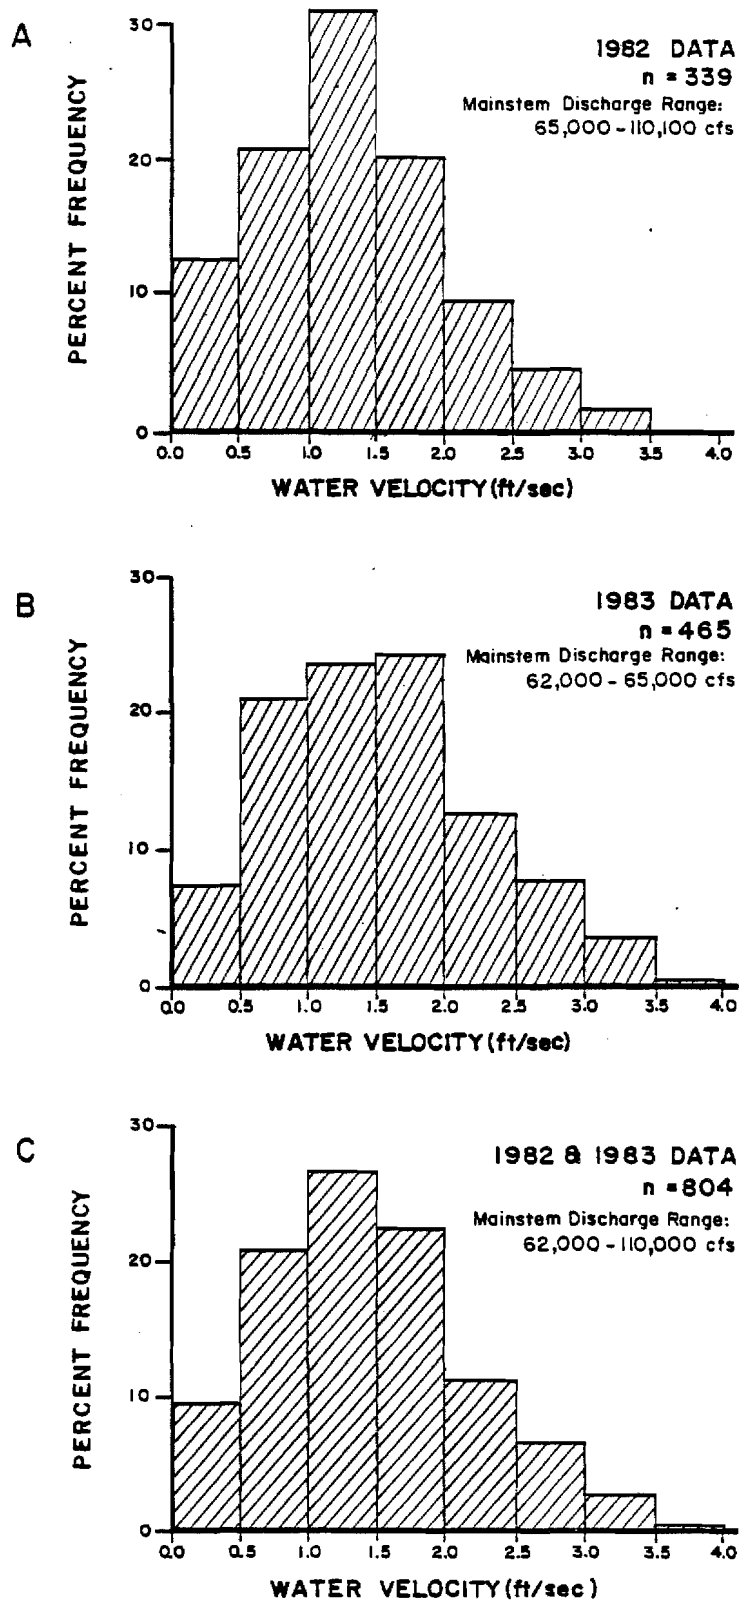 A
1982 DATA
n = 339
Mainstem Discharge Range:
65,000 - 110,100 cfs
PERCENT FREQUENCY
30
20
10
0
0.0 0.5 1.0 1.5 2.0 2.5 3.0 3.5 4.0
WATER VELOCITY (ft/sec)
B
1983 DATA
n = 465
Mainstem Discharge Range:
62,000 - 65,000 cfs
PERCENT FREQUENCY
30
20
10
0
0.0 0.5 1.0 1.5 2.0 2.5 3.0 3.5 4.0
WATER VELOCITY (ft/sec)
C
1982 & 1983 DATA
n = 804
Mainstem Discharge Range:
62,000 - 110,000 cfs
PERCENT FREQUENCY
30
20
10
0
0.0 0.5 1.0 1.5 2.0 2.5 3.0 3.5 4.0
WATER VELOCITY (ft/sec)